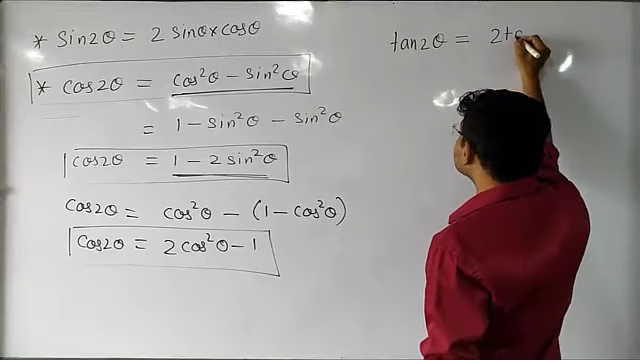 * Sin2θ = 2 sinθ×cosθ
* cos2θ = cos²θ - sin²θ
= 1 - sin²θ - sin²θ
cos2θ = 1 - 2 sin²θ
cos2θ = cos²θ - (1 - cos²θ)
cos2θ = 2cos²θ - 1
tan2θ = 2ta